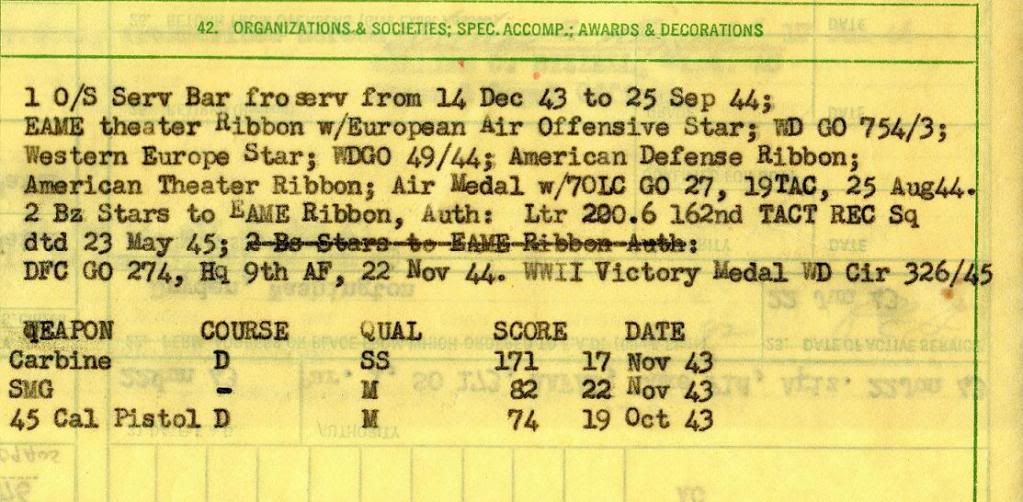 42. ORGANIZATIONS & SOCIETIES; SPEC. ACCOMP.; AWARDS & DECORATIONS
1 O/S Serv Bar fro serv from 14 Dec 43 to 25 Sep 44;
EAME theater Ribbon w/European Air Offensive Star; WD GO 754/3;
Western Europe Star; WDGO 49/44; American Defense Ribbon;
American Theater Ribbon; Air Medal w/7OLC GO 27, 19TAC, 25 Aug44.
2 Bz Stars to EAME Ribbon, Auth: Ltr 200.6 162nd TACT REC Sq
dtd 23 May 45; 2 Bs Stars to EAME Ribbon Auth:
DFC GO 274, Hq 9th AF, 22 Nov 44. WWII Victory Medal WD Cir 326/45
WEAPON COURSE QUAL SCORE DATE
Carbine D SS 171 17 Nov 43
SMG - M 82 22 Nov 43
45 Cal Pistol D M 74 19 Oct 43